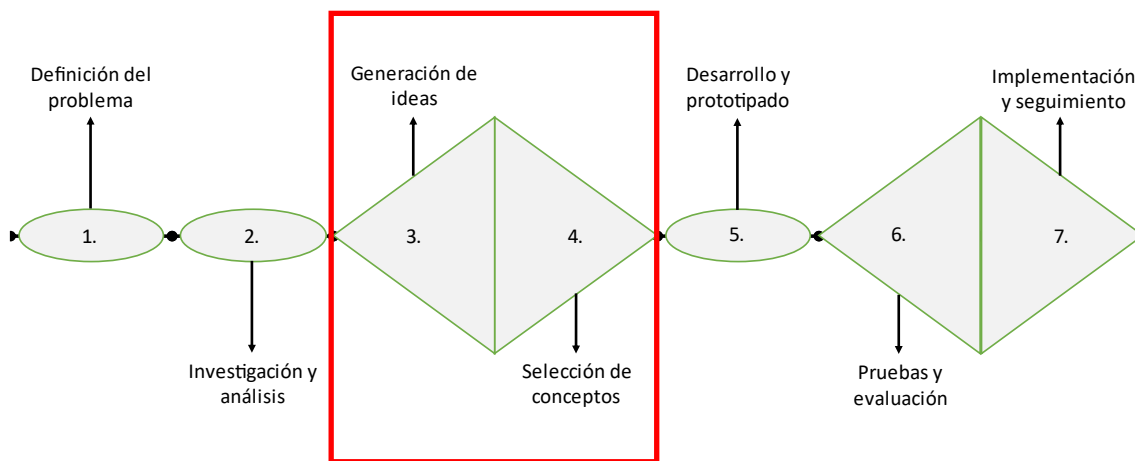 Definición del
problema
Generación de
ideas
Desarrollo y
prototipado
Implementación
y seguimiento
1.
2.
3.
4.
5.
6.
7.
Investigación y
análisis
Selección de
conceptos
Pruebas y
evaluación